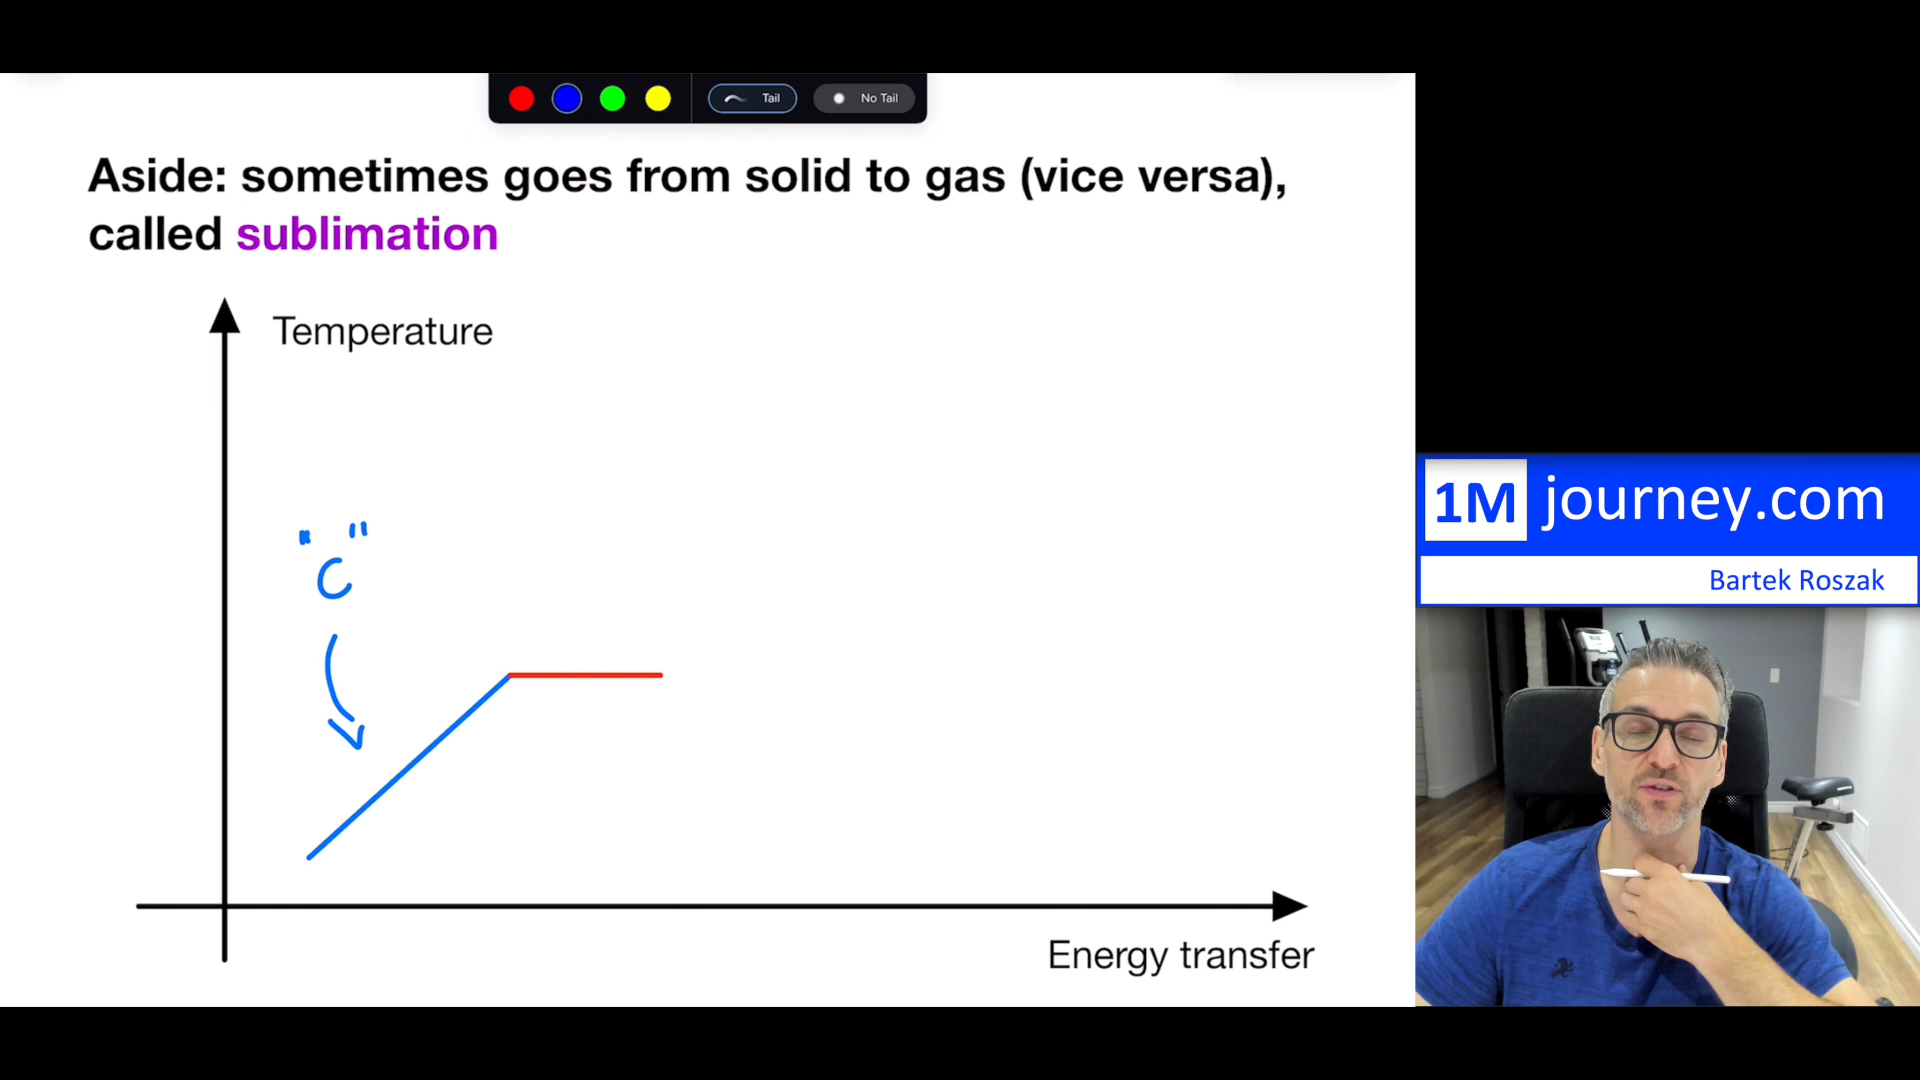 Tail
No Tail
Aside: sometimes goes from solid to gas (vice versa),
called sublimation
Temperature
"C"
Energy transfer
1M journey.com
Bartek Roszak